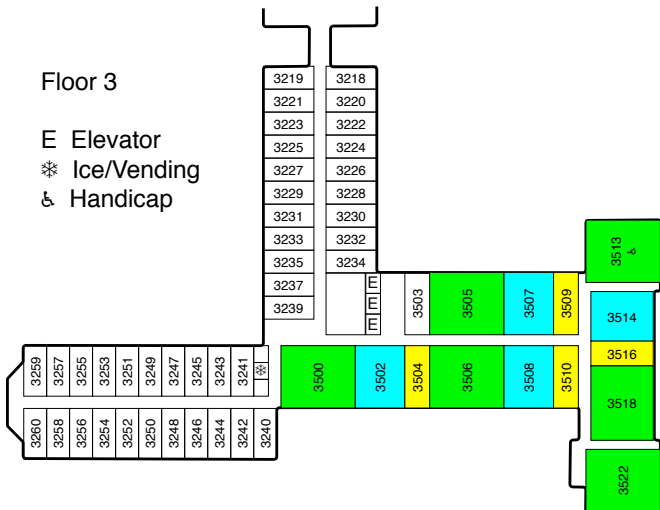 Floor 3
E Elevator
❄ Ice/Vending
♿ Handicap
3219 3218
3221 3220
3223 3222
3225 3224
3227 3226
3229 3228
3231 3230
3233 3232
3235 3234
3237
3239
E
E
E
3503 3505 3507 3509
3513 ♿
3514
3516
3518
3522
3259 3257 3255 3253 3251 3249 3247 3245 3243 3241 ❄
3500 3502 3504 3506 3508 3510
3260 3258 3256 3254 3252 3250 3248 3246 3244 3242 3240